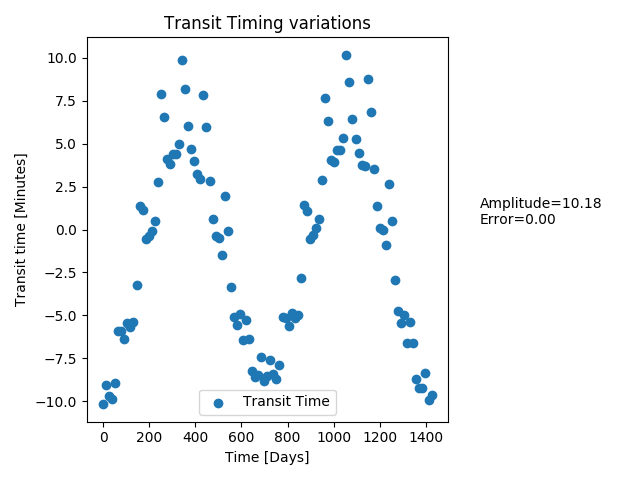 Transit Timing variations
10.0
7.5
5.0
2.5
0.0
−2.5
−5.0
−7.5
−10.0
Transit time [Minutes]
Amplitude=10.18
Error=0.00
Transit Time
0 200 400 600 800 1000 1200 1400
Time [Days]